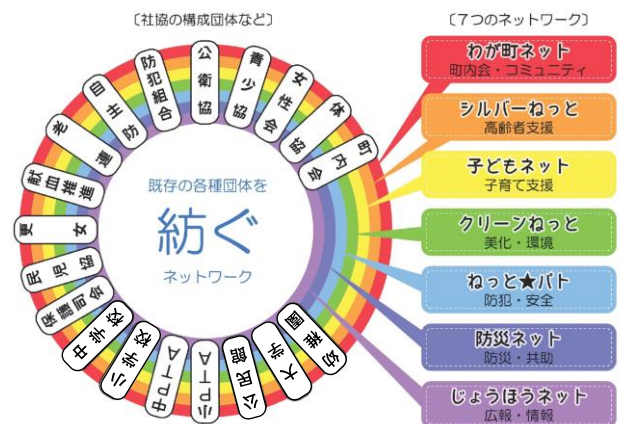 〔社協の構成団体など〕
〔7つのネットワーク〕
町内会
体協
女性会
青少協
公衛協
防犯組合
自主防
老連
献血推進
更女
民児協
保護司会
中学校
小学校
中PTA
小PTA
公民館
大学
幼稚園
既存の各種団体を
紡ぐ
ネットワーク
わが町ネット
町内会・コミュニティ
シルバーねっと
高齢者支援
子どもネット
子育て支援
クリーンねっと
美化・環境
ねっと★パト
防犯・安全
防災ネット
防災・共助
じょうほうネット
広報・情報